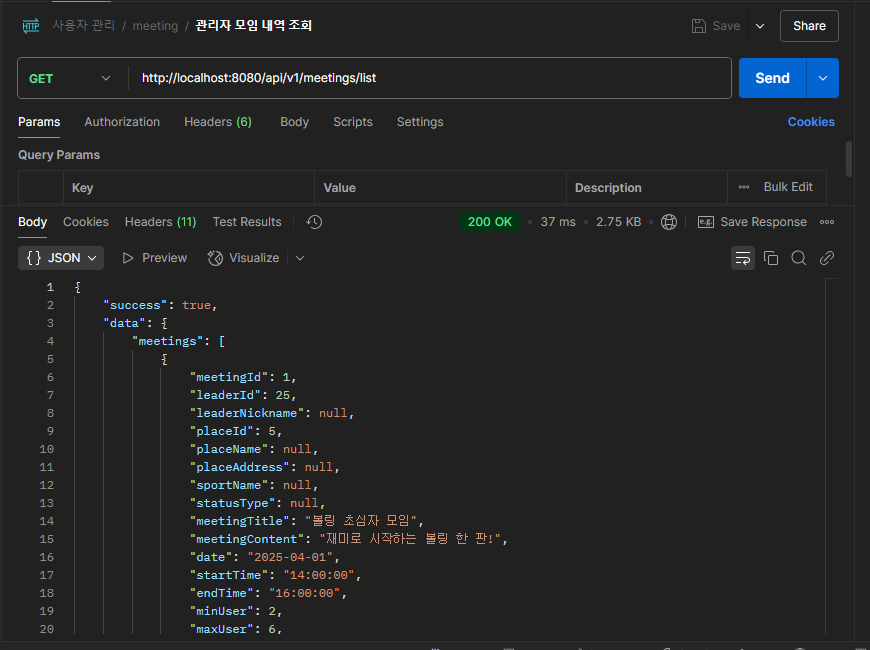 HTTP 사용자 관리 / meeting / 관리자 모임 내역 조회 Save Share
GET http://localhost:8080/api/v1/meetings/list Send
Params Authorization Headers (6) Body Scripts Settings Cookies
Query Params
Key Value Description Bulk Edit
Body Cookies Headers (11) Test Results 200 OK • 37 ms • 2.75 KB • e.g. Save Response
{} JSON Preview Visualize
1 {
2 "success": true,
3 "data": {
4 "meetings": [
5 {
6 "meetingId": 1,
7 "leaderId": 25,
8 "leaderNickname": null,
9 "placeId": 5,
10 "placeName": null,
11 "placeAddress": null,
12 "sportName": null,
13 "statusType": null,
14 "meetingTitle": "볼링 초심자 모임",
15 "meetingContent": "재미로 시작하는 볼링 한 판!",
16 "date": "2025-04-01",
17 "startTime": "14:00:00",
18 "endTime": "16:00:00",
19 "minUser": 2,
20 "maxUser": 6,